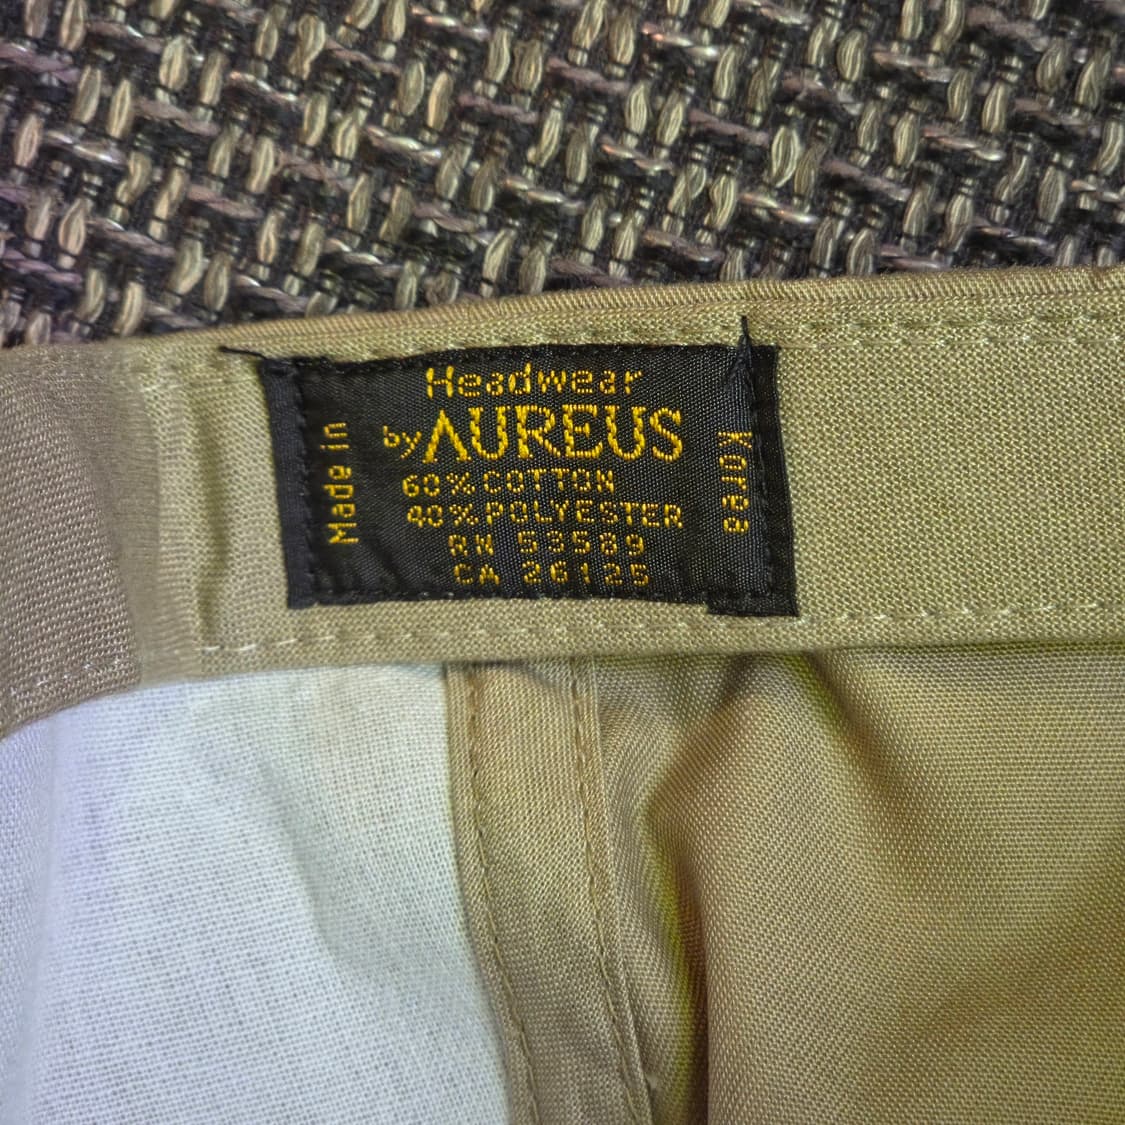 Made in
Headwear
by AUREUS
60% COTTON
40% POLYESTER
RN 53589
CA 26125
Korea